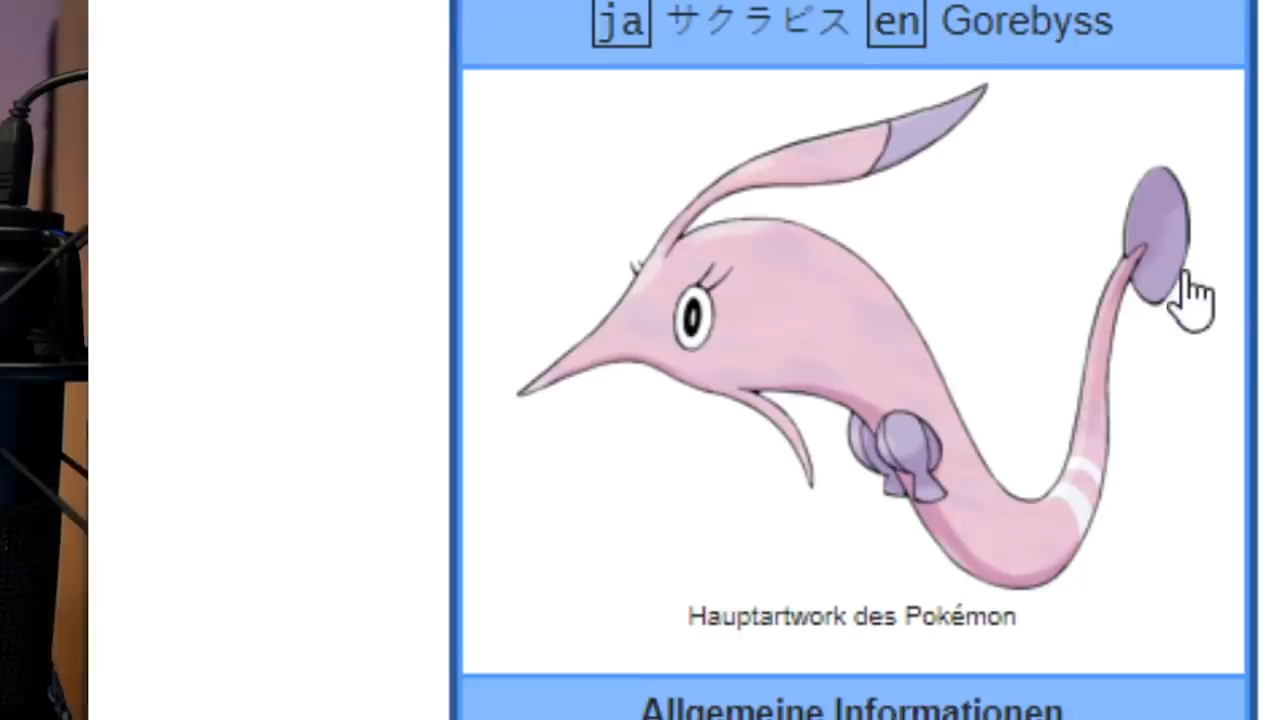 ja サクラビス en Gorebyss
Hauptartwork des Pokémon
Allgemeine Informationen